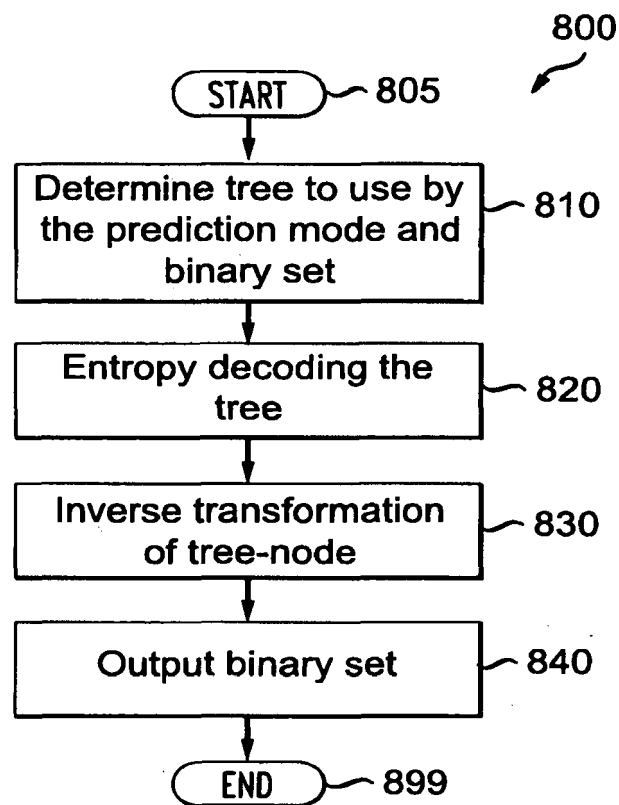 800
START
805
Determine tree to use by
the prediction mode and
binary set
810
Entropy decoding the
tree
820
Inverse transformation
of tree-node
830
Output binary set
840
END
899